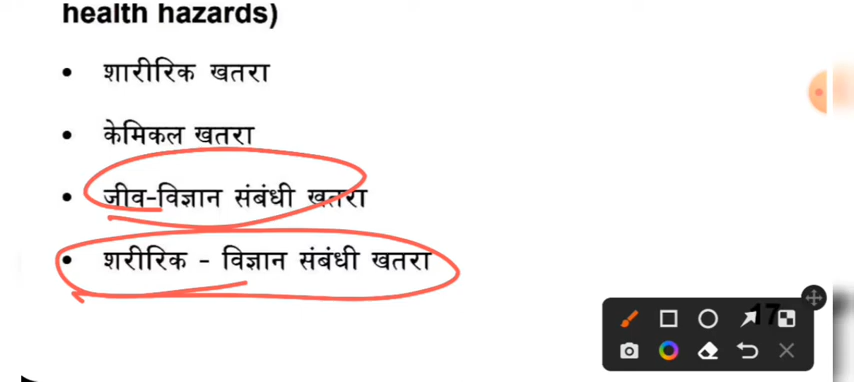 health hazards)
• शारीरिक खतरा
• केमिकल खतरा
• जीव-विज्ञान संबंधी खतरा
• शरीरिक - विज्ञान संबंधी खतरा
17